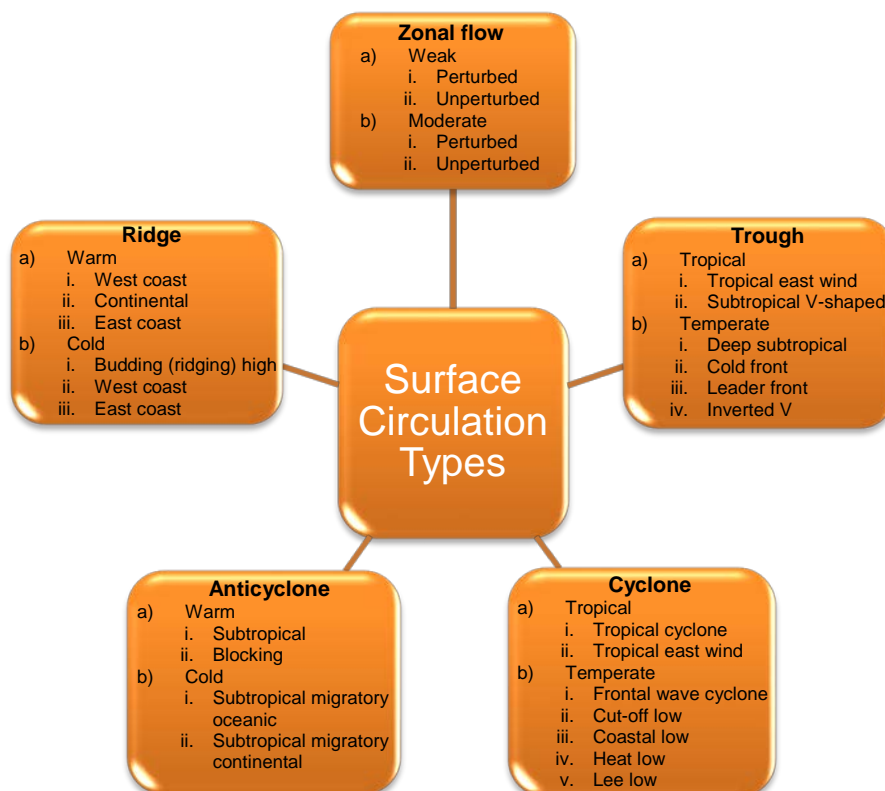 Zonal flow
a) Weak
i. Perturbed
ii. Unperturbed
b) Moderate
i. Perturbed
ii. Unperturbed
Ridge
a) Warm
i. West coast
ii. Continental
iii. East coast
b) Cold
i. Budding (ridging) high
ii. West coast
iii. East coast
Trough
a) Tropical
i. Tropical east wind
ii. Subtropical V-shaped
b) Temperate
i. Deep subtropical
ii. Cold front
iii. Leader front
iv. Inverted V
Surface
Circulation
Types
Anticyclone
a) Warm
i. Subtropical
ii. Blocking
b) Cold
i. Subtropical migratory
oceanic
ii. Subtropical migratory
continental
Cyclone
a) Tropical
i. Tropical cyclone
ii. Tropical east wind
b) Temperate
i. Frontal wave cyclone
ii. Cut-off low
iii. Coastal low
iv. Heat low
v. Lee low